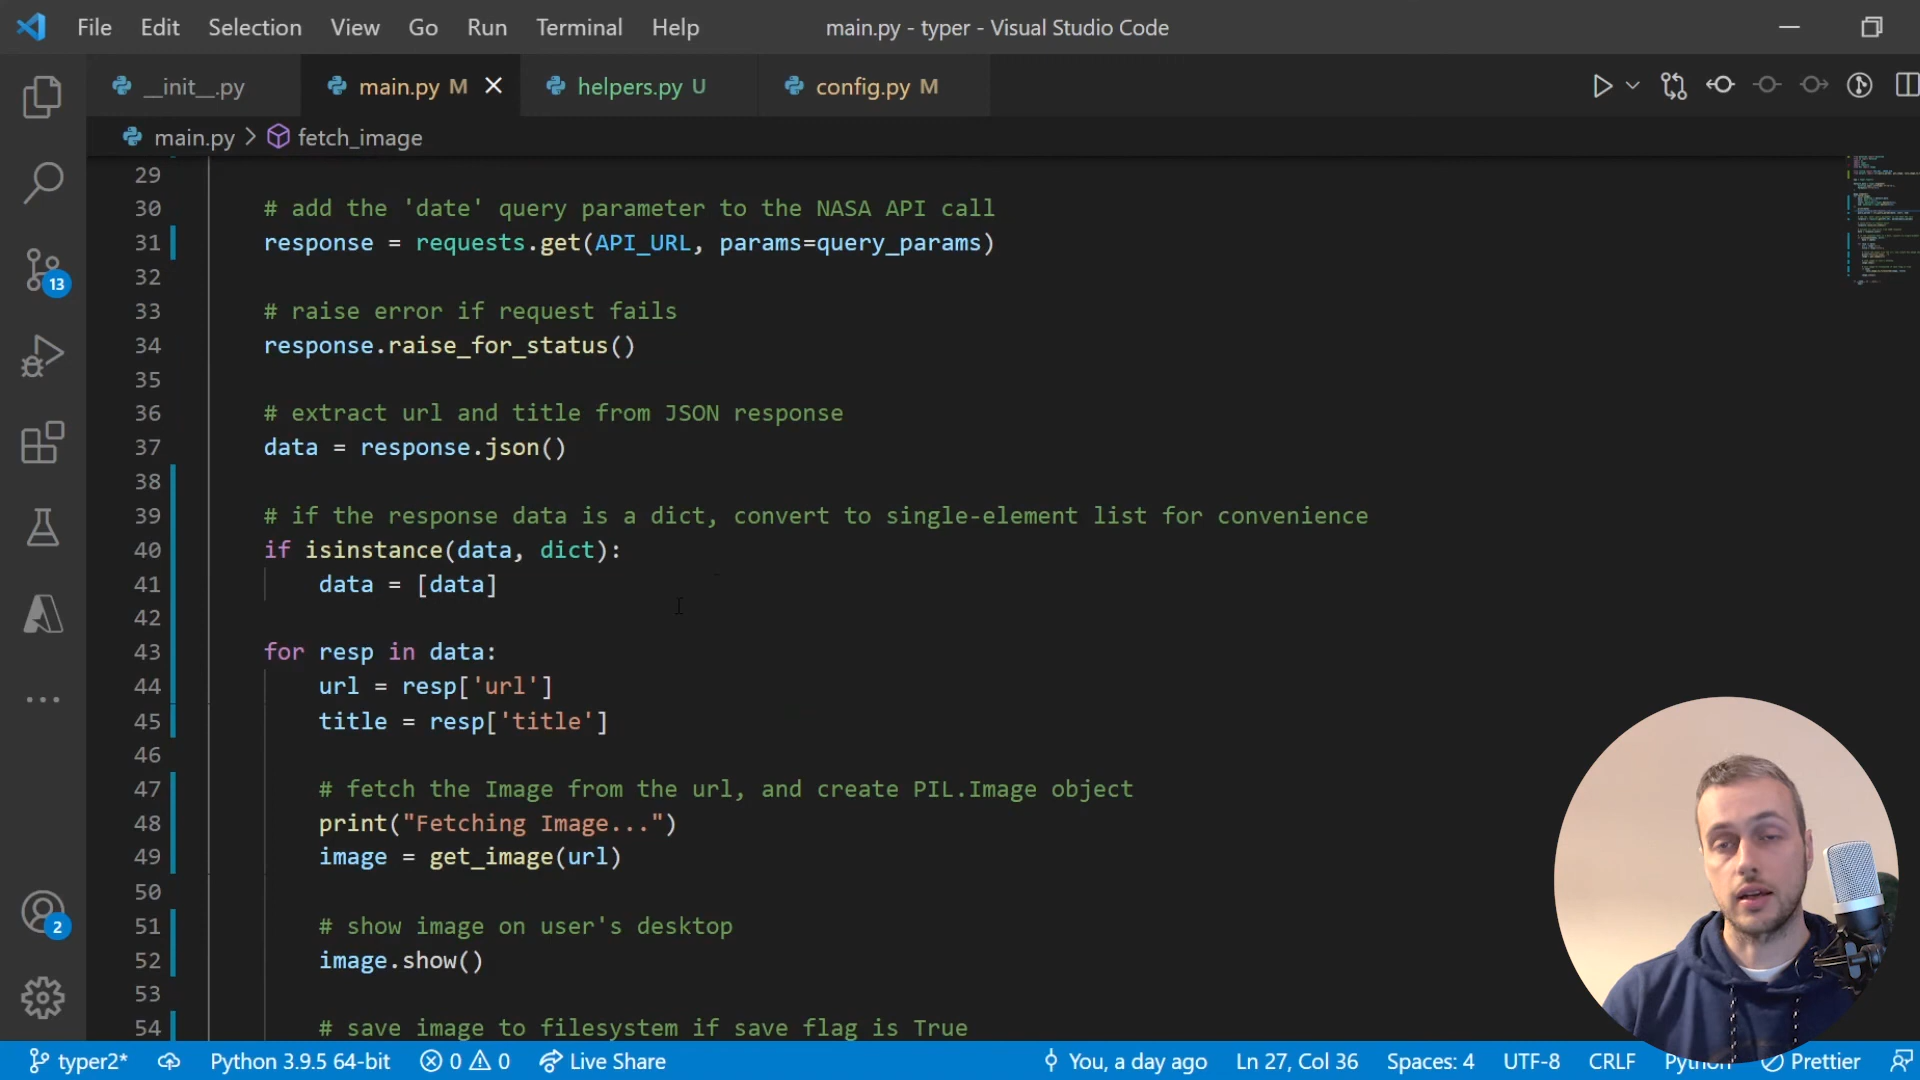 File Edit Selection View Go Run Terminal Help main.py - typer - Visual Studio Code
__init__.py main.py M helpers.py U config.py M
main.py fetch_image
29
30 # add the 'date' query parameter to the NASA API call
31 response = requests.get(API_URL, params=query_params)
32
33 # raise error if request fails
34 response.raise_for_status()
35
36 # extract url and title from JSON response
37 data = response.json()
38
39 # if the response data is a dict, convert to single-element list for convenience
40 if isinstance(data, dict):
41 data = [data]
42
43 for resp in data:
44 url = resp['url']
45 title = resp['title']
46
47 # fetch the Image from the url, and create PIL.Image object
48 print("Fetching Image...")
49 image = get_image(url)
50
51 # show image on user's desktop
52 image.show()
53
54 # save image to filesystem if save flag is True
13
2
typer2* Python 3.9.5 64-bit 0 0 Live Share You, a day ago Ln 27, Col 36 Spaces: 4 UTF-8 CRLF Python Prettier